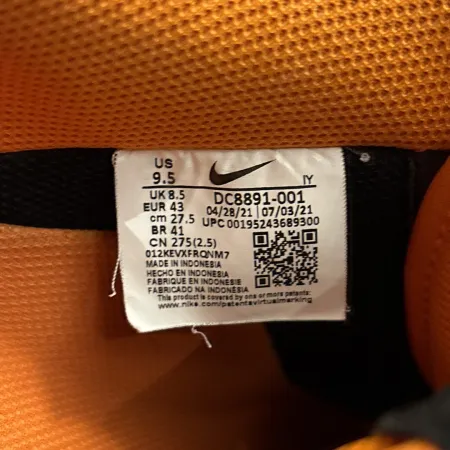 US
9.5
IY
UK 8.5
DC8891-001
EUR 43
04/28/21 07/03/21
cm 27.5
UPC 00195243689300
BR 41
CN 275(2.5)
012KEVXFRQNM7
MADE IN INDONESIA
HECHO EN INDONESIA
FABRIQUE EN INDONESIE
FABRICADO NA INDONÉSIA
This product is covered by one or more patents:
www.nike.com/patentsvirtualmarking